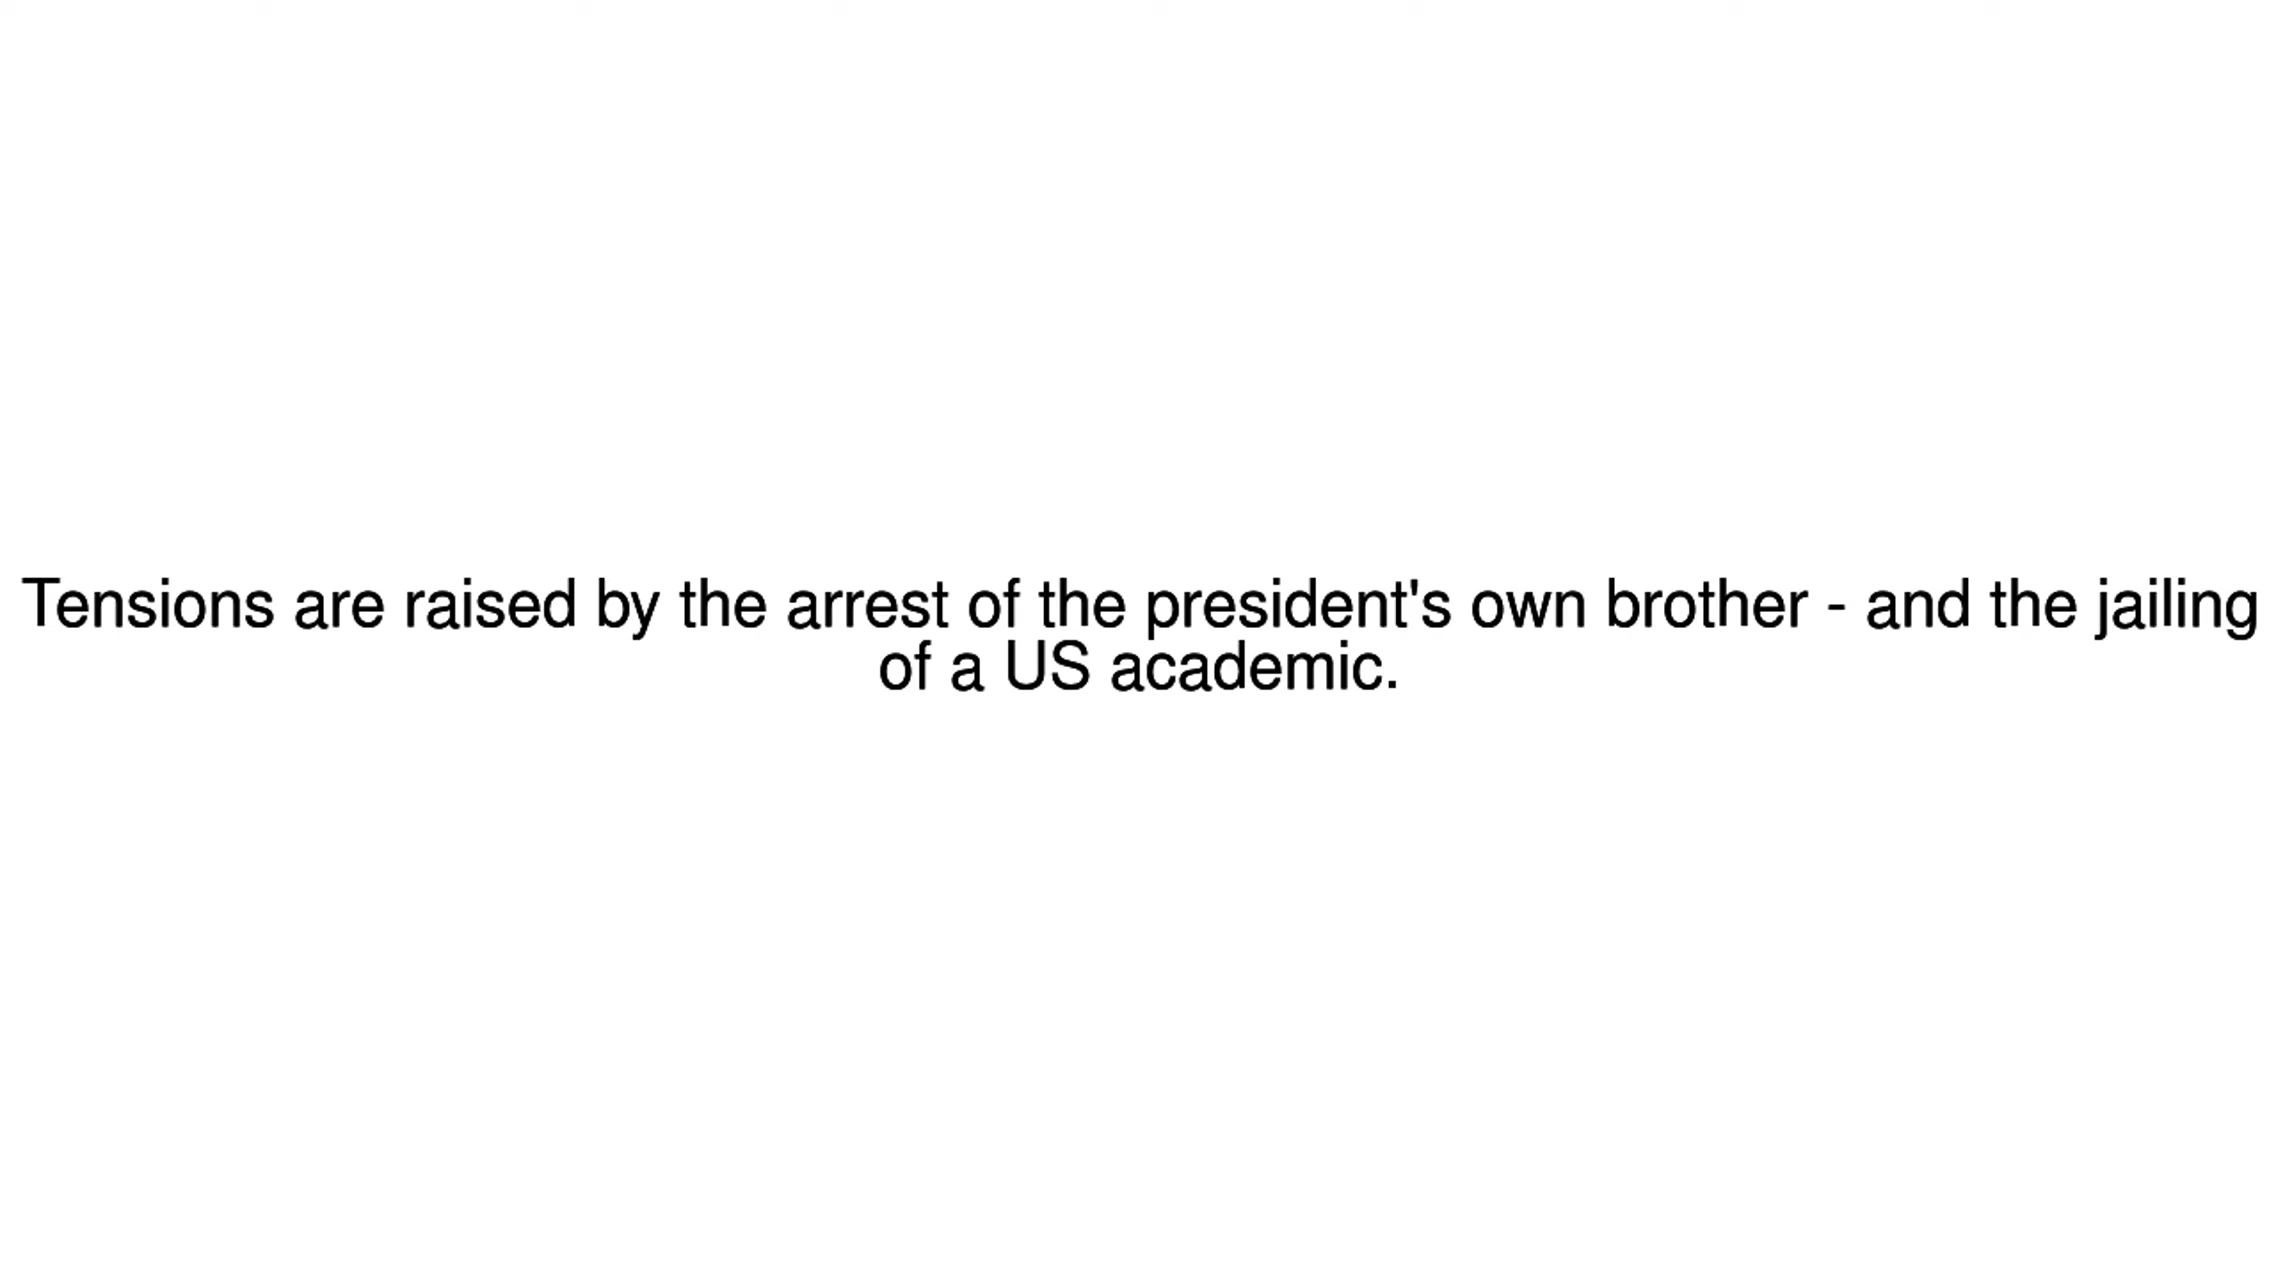 Tensions are raised by the arrest of the president's own brother - and the jailing
of a US academic.